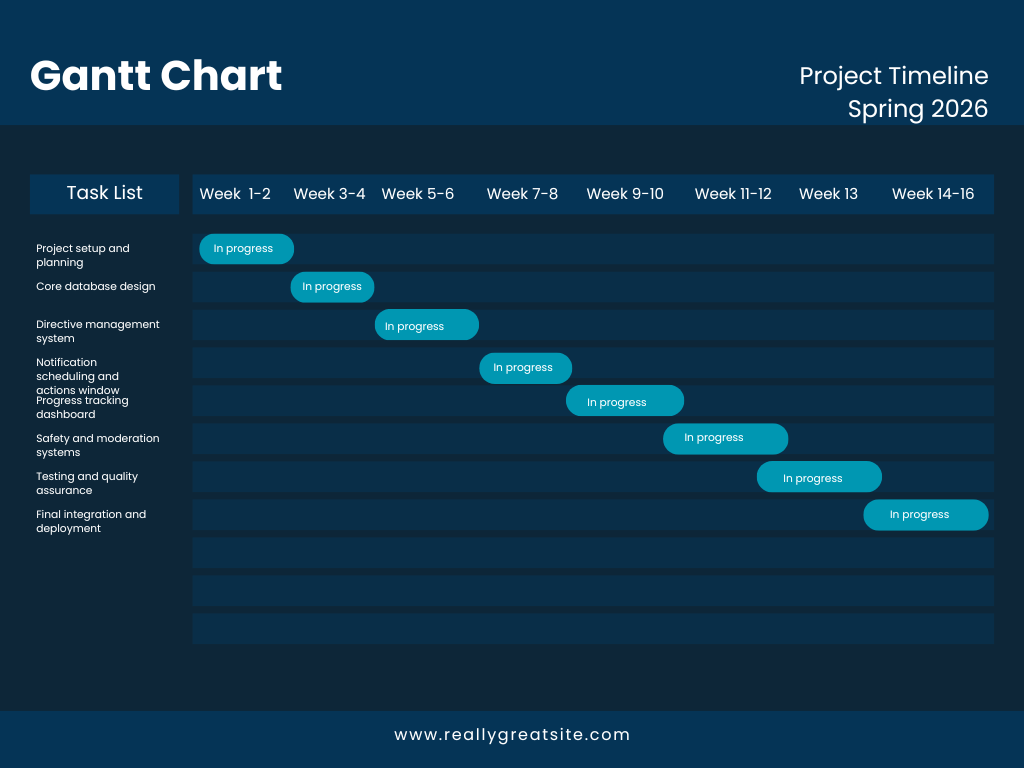 Gantt Chart
Project Timeline
Spring 2026
Task List
Week  1-2
Week 3-4
Week 5-6
Week 7-8
Week 9-10
Week 11-12
Week 13
Week 14-16
Project setup and
planning
In progress
Core database design
In progress
Directive management
system
In progress
Notification
scheduling and
actions window
In progress
Progress tracking
dashboard
In progress
Safety and moderation
systems
In progress
Testing and quality
assurance
In progress
Final integration and
deployment
In progress
www.reallygreatsite.com